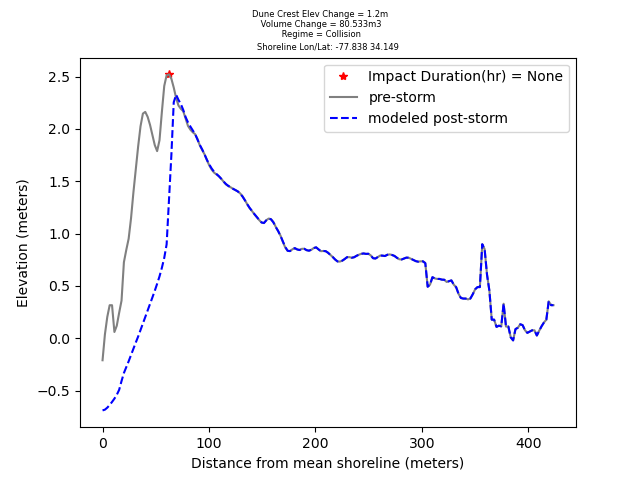 Dune Crest Elev Change = 1.2m
Volume Change = 80.533m3
Regime = Collision
Shoreline Lon/Lat: -77.838 34.149
Impact Duration(hr) = None
pre-storm
modeled post-storm
2.5
2.0
1.5
1.0
0.5
0.0
−0.5
Elevation (meters)
0 100 200 300 400
Distance from mean shoreline (meters)